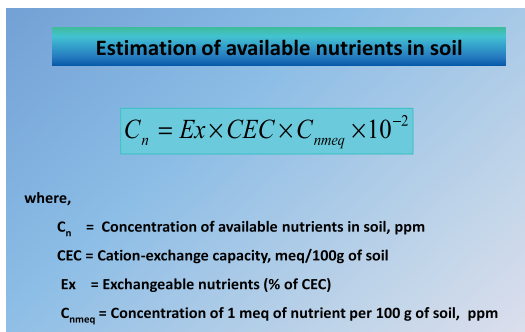 Estimation of available nutrients in soil
Cₙ = Ex × CEC × Cₙₘₑq × 10⁻²
where,
Cₙ = Concentration of available nutrients in soil, ppm
CEC = Cation-exchange capacity, meq/100g of soil
Ex = Exchangeable nutrients (% of CEC)
Cₙₘₑq = Concentration of 1 meq of nutrient per 100 g of soil, ppm